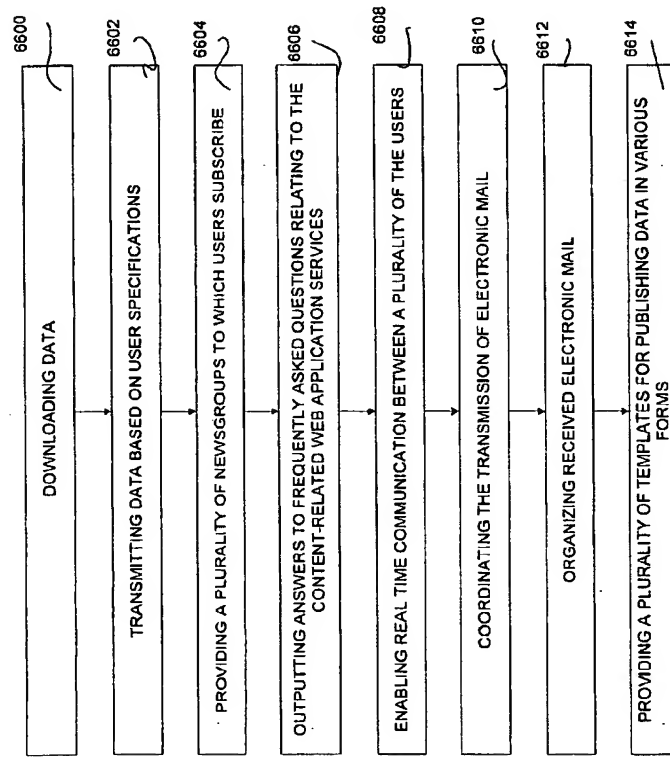 6600
DOWNLOADING DATA
6602
TRANSMITTING DATA BASED ON USER SPECIFICATIONS
6604
PROVIDING A PLURALITY OF NEWSGROUPS TO WHICH USERS SUBSCRIBE
6606
OUTPUTTING ANSWERS TO FREQUENTLY ASKED QUESTIONS RELATING TO THE
CONTENT-RELATED WEB APPLICATION SERVICES
6608
ENABLING REAL TIME COMMUNICATION BETWEEN A PLURALITY OF THE USERS
6610
COORDINATING THE TRANSMISSION OF ELECTRONIC MAIL
6612
ORGANIZING RECEIVED ELECTRONIC MAIL
6614
PROVIDING A PLURALITY OF TEMPLATES FOR PUBLISHING DATA IN VARIOUS
FORMS